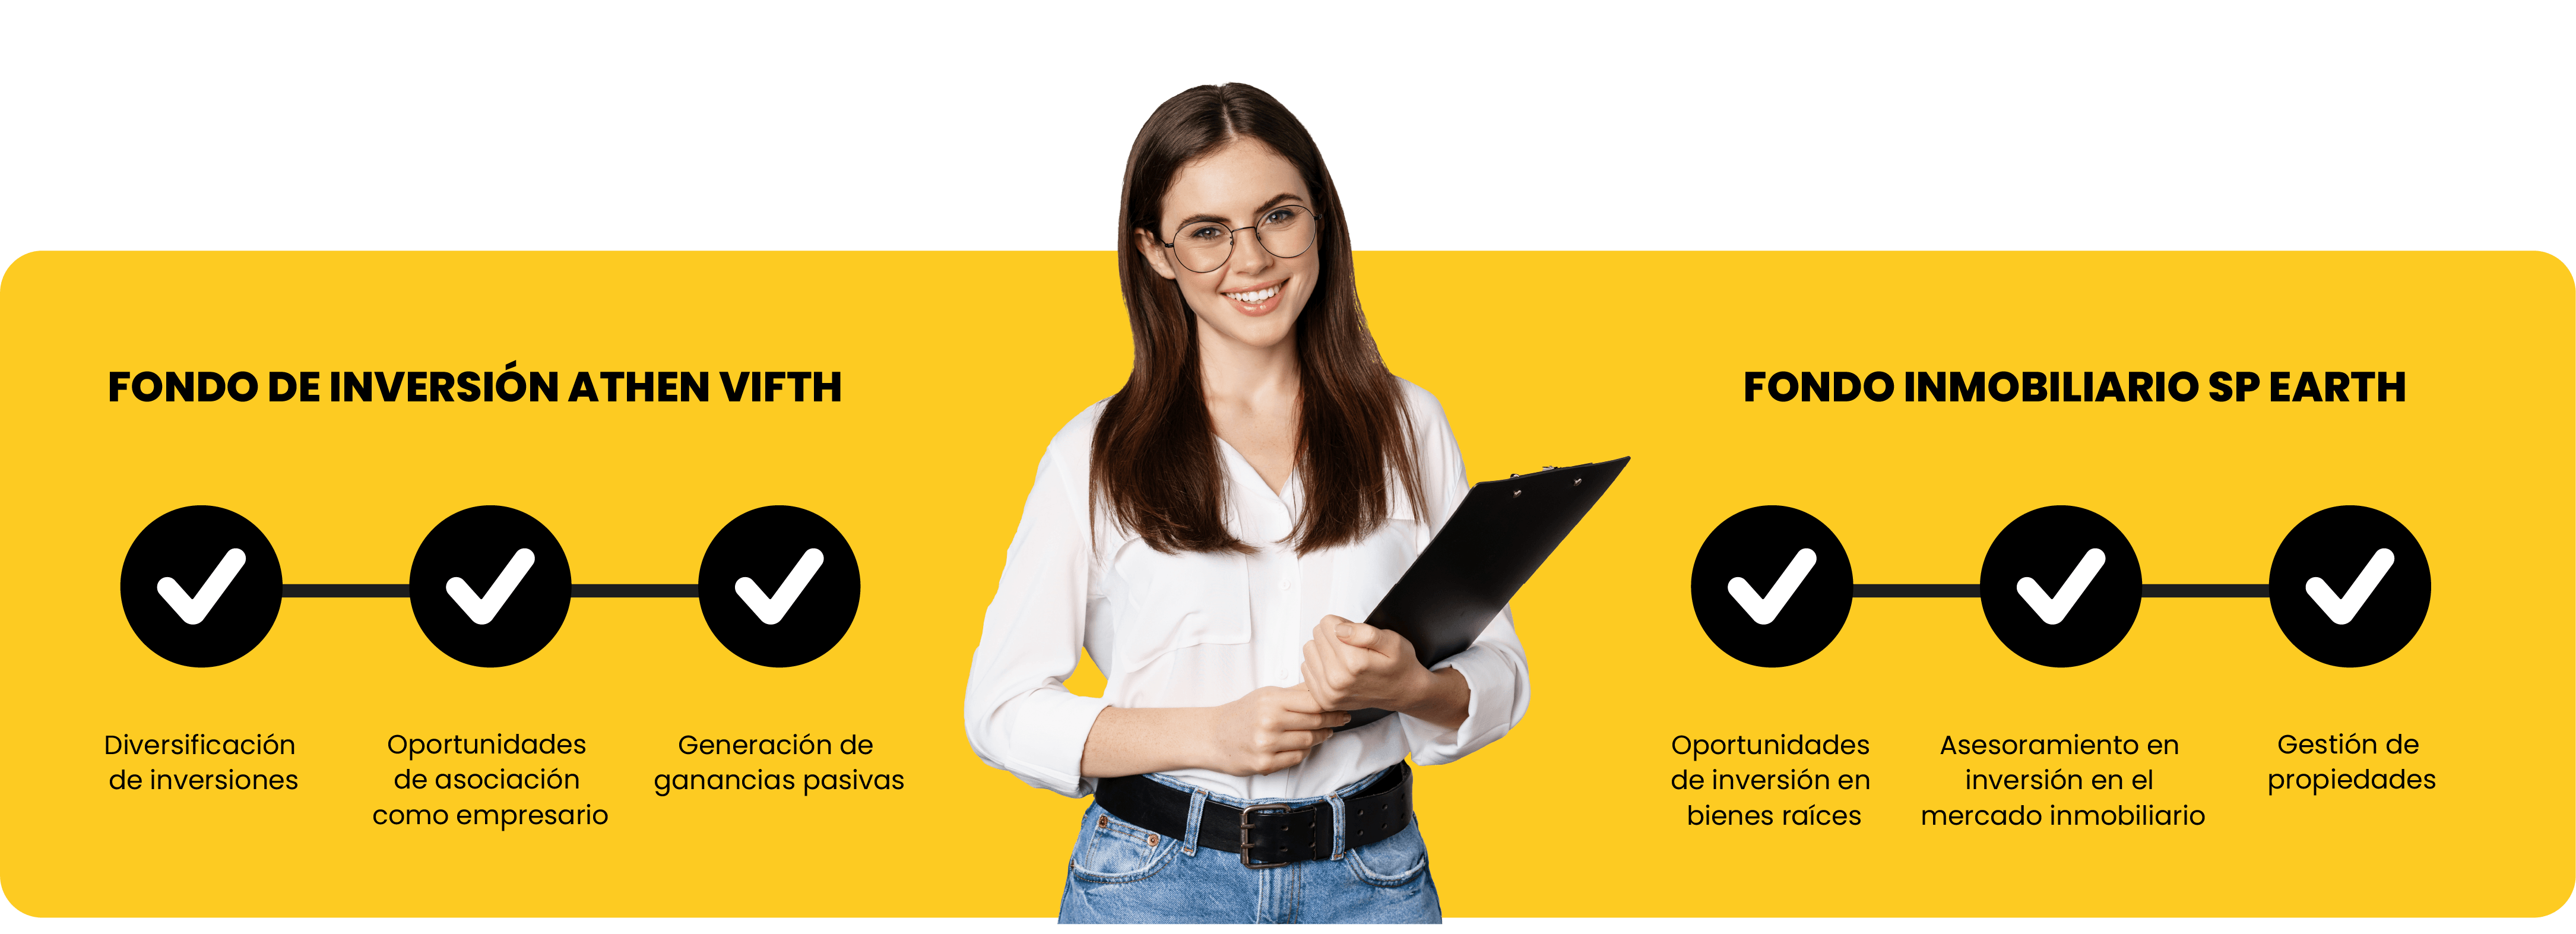 FONDO DE INVERSIÓN ATHEN VIFTH
Diversificación
de inversiones
Oportunidades
de asociación
como empresario
Generación de
ganancias pasivas
FONDO INMOBILIARIO SP EARTH
Oportunidades
de inversión en
bienes raíces
Asesoramiento en
inversión en el
mercado inmobiliario
Gestión de
propiedades